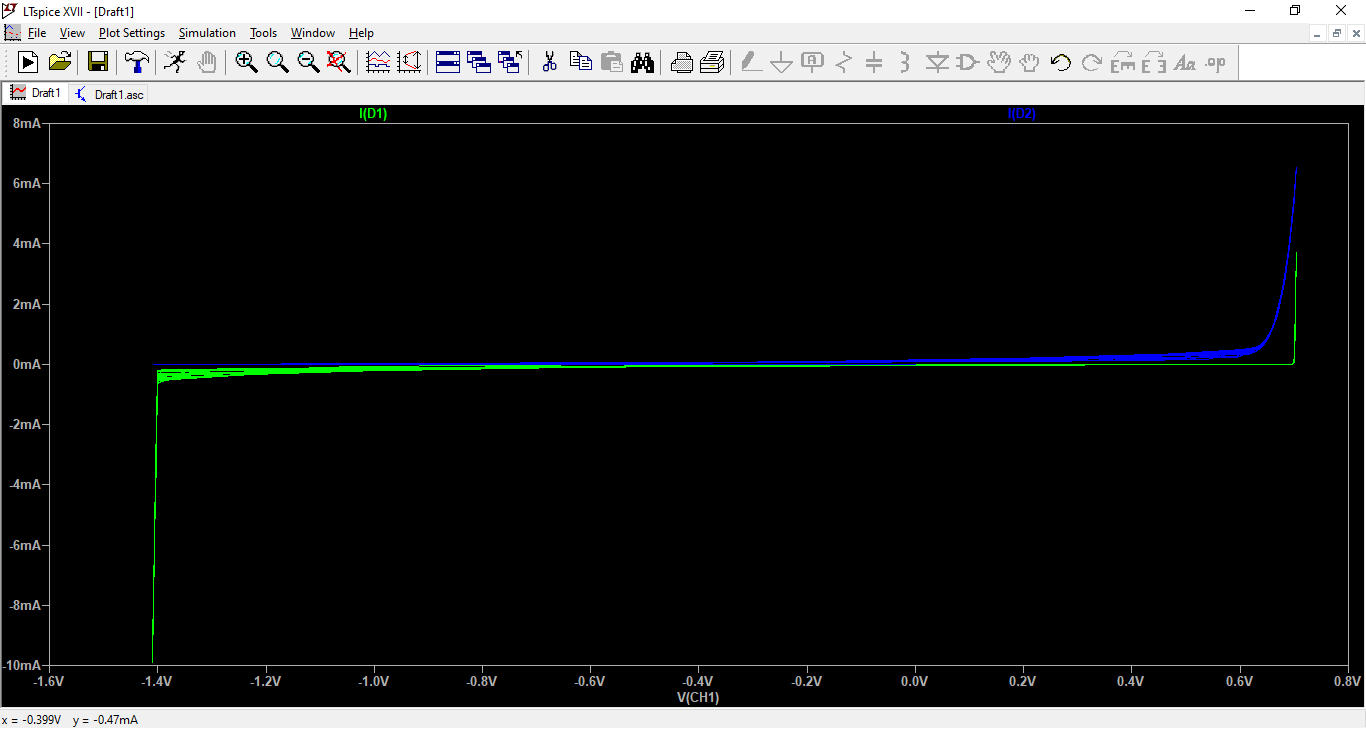 LTspice XVII - [Draft1]
File View Plot Settings Simulation Tools Window Help
Aa .op
Draft1 Draft1.asc
I(D1) I(D2)
8mA
6mA
4mA
2mA
0mA
-2mA
-4mA
-6mA
-8mA
-10mA
-1.6V -1.4V -1.2V -1.0V -0.8V -0.6V -0.4V -0.2V 0.0V 0.2V 0.4V 0.6V 0.8V
V(CH1)
x = -0.399V y = -0.47mA